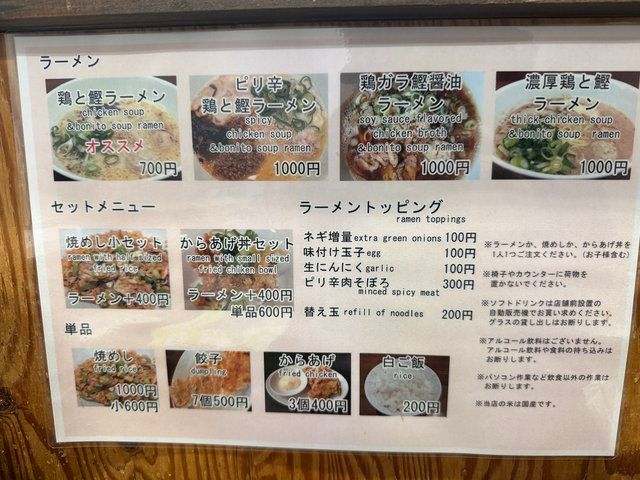 ラーメン
鶏と鰹ラーメン
chicken soup
&bonito soup ramen
オススメ
700円
ピリ辛
鶏と鰹ラーメン
spicy
chicken soup
&bonito soup ramen
1000円
鶏ガラ鰹醤油
ラーメン
soy sauce flavored
chicken broth
&bonito soup ramen
1000円
濃厚鶏と鰹
ラーメン
thick chicken soup
&bonito soup ramen
1000円
セットメニュー
焼めし小セット
ramen with half sized
fried rice
ラーメン+400円
からあげ丼セット
ramen with small sized
fried chiken bowl
ラーメン+400円
単品600円
ラーメントッピング
ramen toppings
ネギ増量extra green onions 100円
味付け玉子egg 100円
生にんにくgarlic 100円
ピリ辛肉そぼろ 300円
minced spicy meat
替え玉 refill of noodles 200円
単品
焼めし
fried rice
1000円
小600円
餃子
dumpling
7個500円
からあげ
fried chicken
3個400円
白ご飯
rice
200円
※ラーメンか、焼めしか、からあげ丼を
1人1つご注文ください。(お子様含む)
※椅子やカウンターに荷物を
置かないでください。
※ソフトドリンクは店舗前設置の
自動販売機でお買い求めください。
グラスの貸し出しはお断りします。
※アルコール飲料はございません。
アルコール飲料や食料の持ち込みは
お断りします。
※パソコン作業など飲食以外の作業は
お断りします。
※当店の米は国産です。